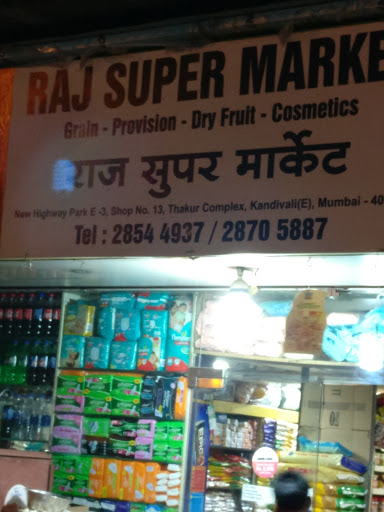 RAJ SUPER MARKE
Grain - Provision - Dry Fruit - Cosmetics
राज सुपर मार्केट
New Highway Park E -3, Shop No. 13, Thakur Complex, Kandivali(E), Mumbai - 40
Tel : 2854 4937 / 2870 5887